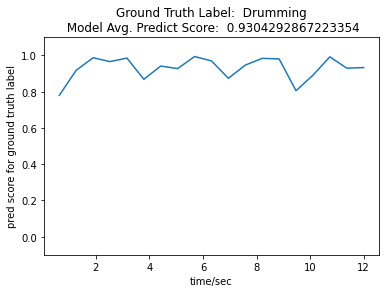 Ground Truth Label:  Drumming
Model Avg. Predict Score:  0.9304292867223354
1.0
0.8
0.6
0.4
0.2
0.0
pred score for ground truth label
2 4 6 8 10 12
time/sec